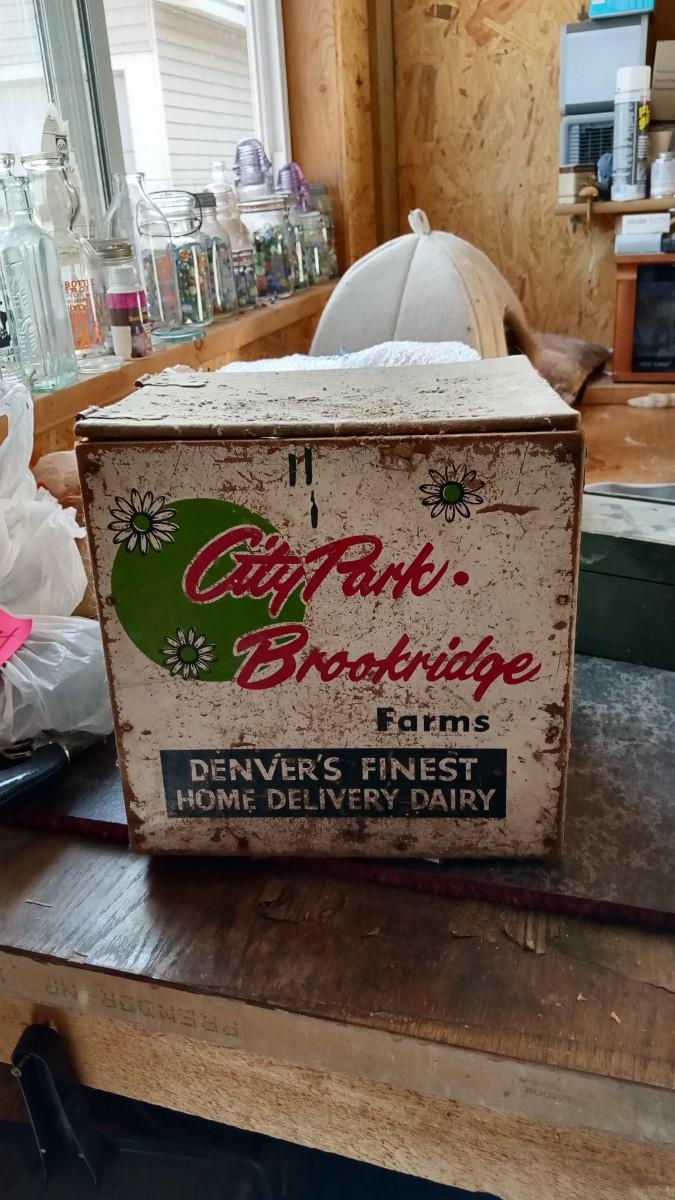 City Park •
Brookridge
Farms
DENVER'S FINEST
HOME DELIVERY DAIRY